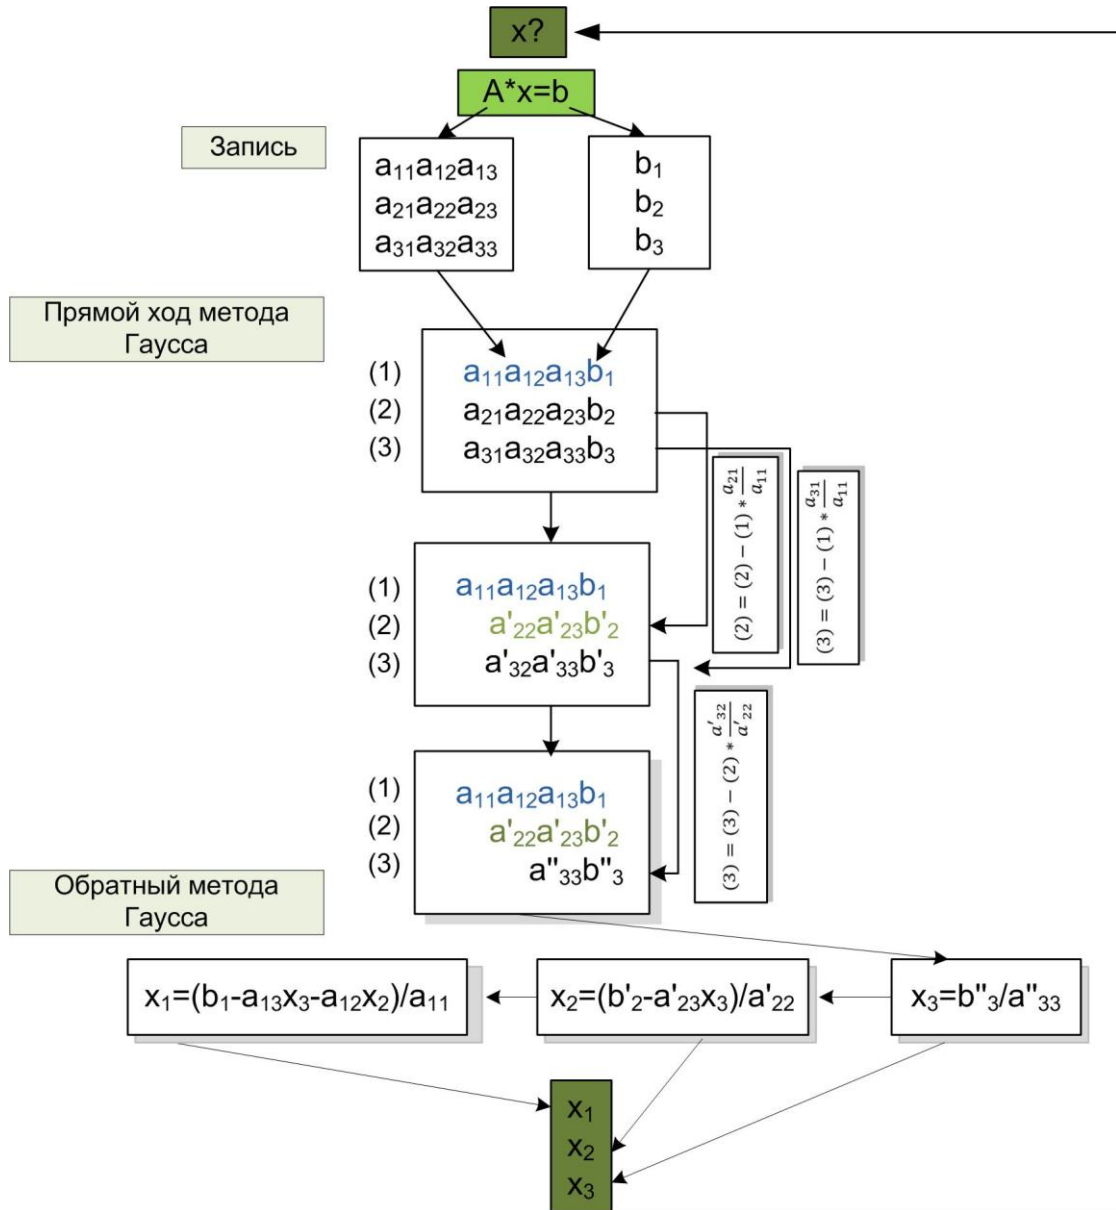 x?
A*x=b
Запись
a₁₁a₁₂a₁₃
a₂₁a₂₂a₂₃
a₃₁a₃₂a₃₃
b₁
b₂
b₃
Прямой ход метода
Гаусса
(1) a₁₁a₁₂a₁₃b₁
(2) a₂₁a₂₂a₂₃b₂
(3) a₃₁a₃₂a₃₃b₃
(2) = (2) − (1) * a₂₁/a₁₁
(3) = (3) − (1) * a₃₁/a₁₁
(1) a₁₁a₁₂a₁₃b₁
(2) a'₂₂a'₂₃b'₂
(3) a'₃₂a'₃₃b'₃
(3) = (3) − (2) * a'₃₂/a'₂₂
(1) a₁₁a₁₂a₁₃b₁
(2) a'₂₂a'₂₃b'₂
(3) a"₃₃b"₃
Обратный метода
Гаусса
x₁=(b₁-a₁₃x₃-a₁₂x₂)/a₁₁
x₂=(b'₂-a'₂₃x₃)/a'₂₂
x₃=b"₃/a"₃₃
x₁
x₂
x₃